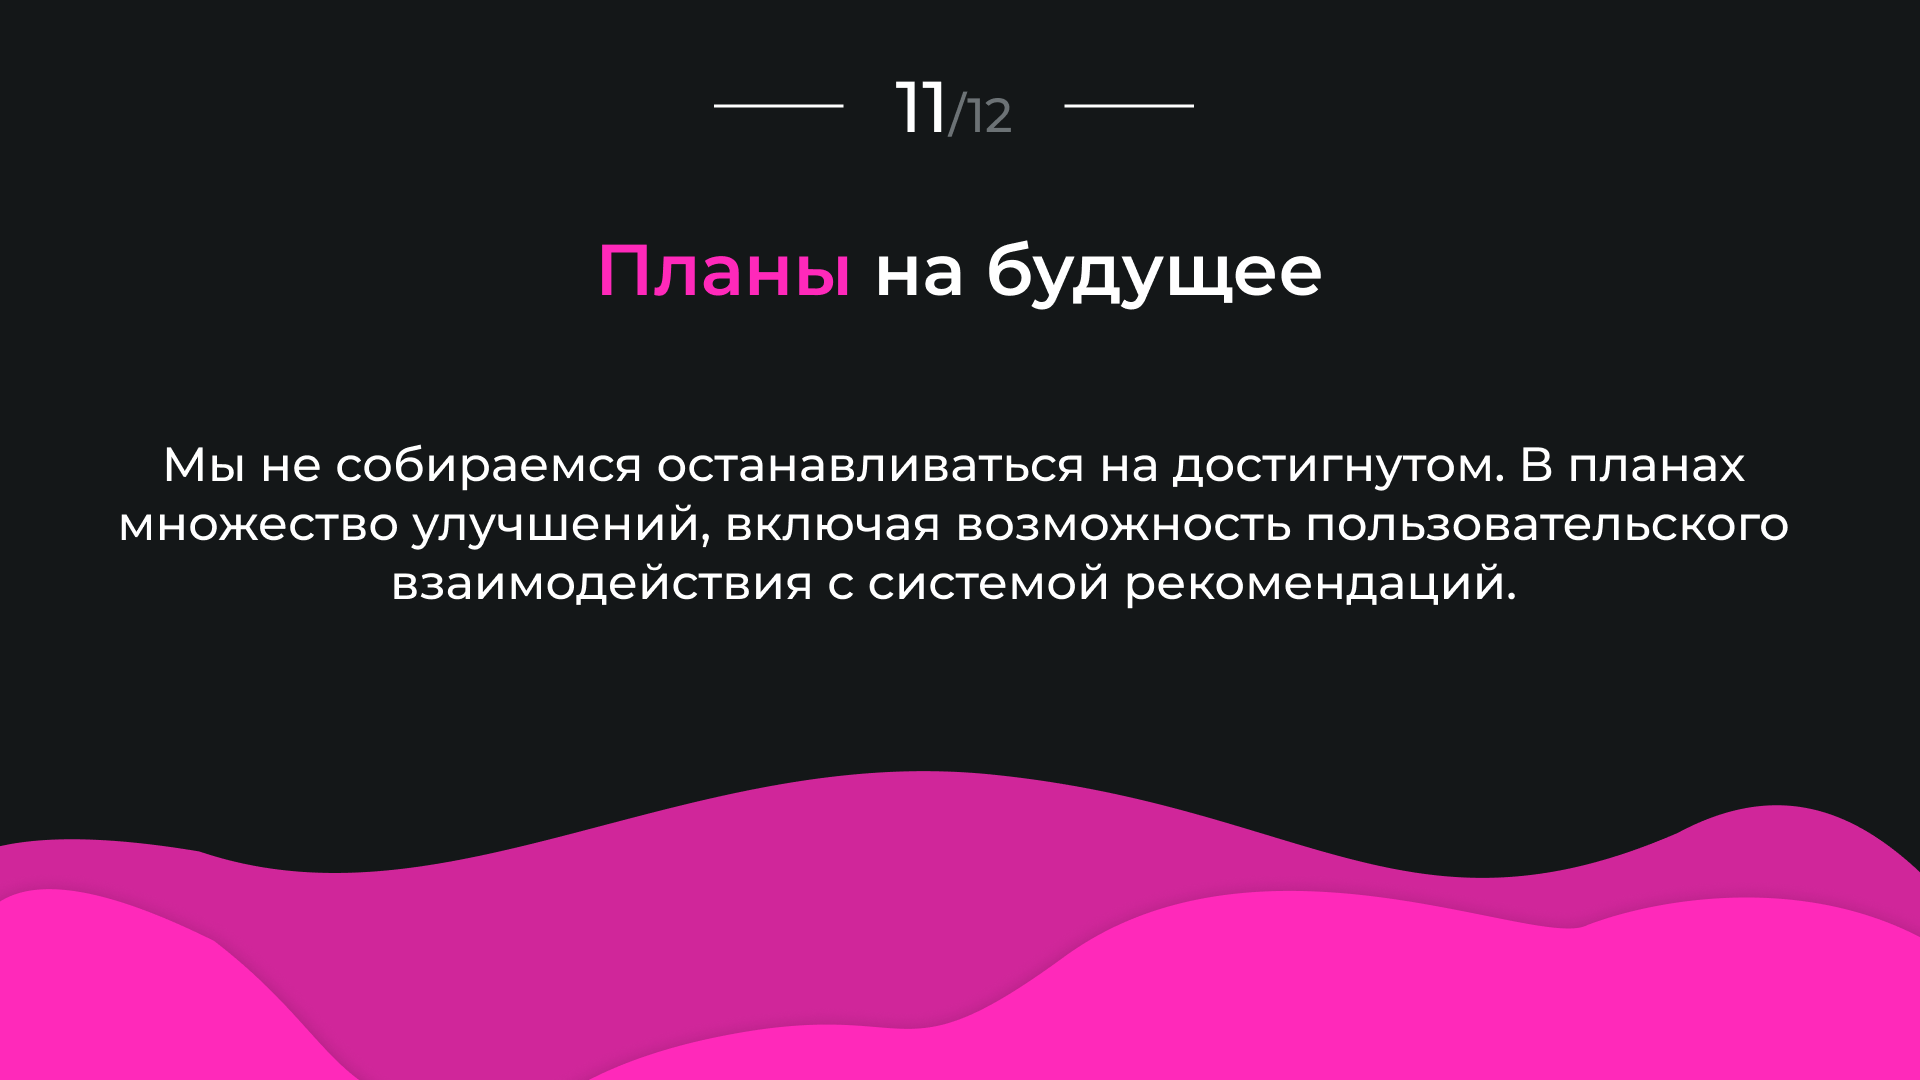 11/12
Планы на будущее
Мы не собираемся останавливаться на достигнутом. В планах
множество улучшений, включая возможность пользовательского
взаимодействия с системой рекомендаций.